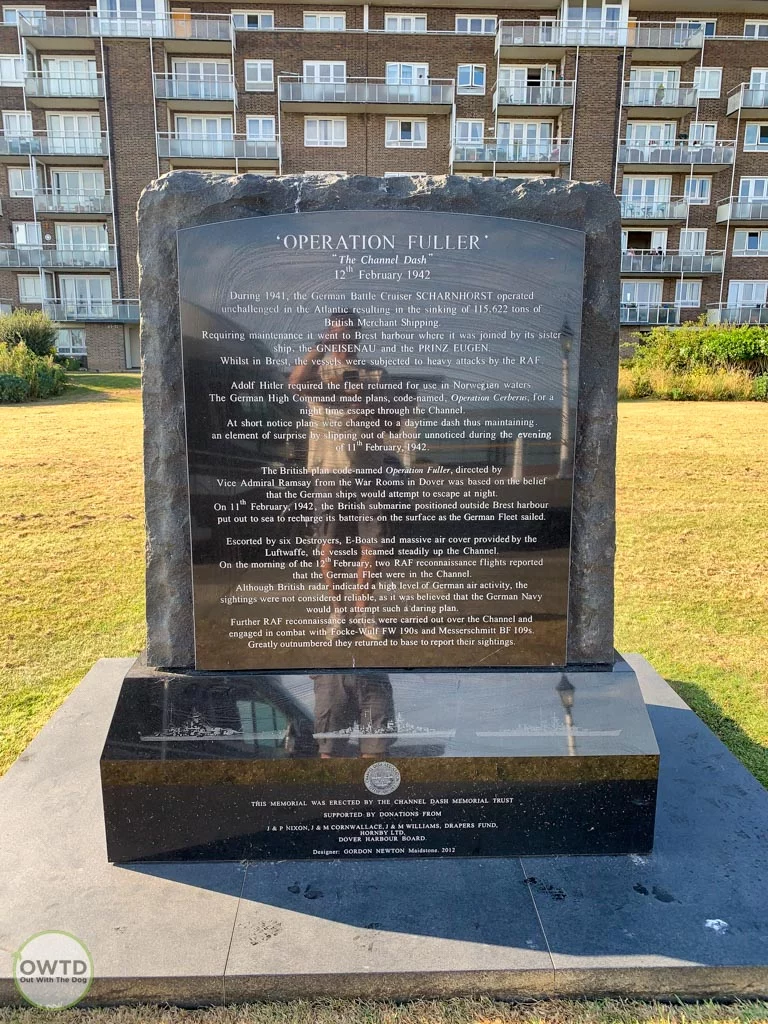 ‘OPERATION FULLER’
“The Channel Dash”
12th February 1942
During 1941, the German Battle Cruiser SCHARNHORST operated
unchallenged in the Atlantic resulting in the sinking of 115,622 tons of
British Merchant Shipping.
Requiring maintenance it went to Brest harbour where it was joined by its sister
ship, the GNEISENAU and the PRINZ EUGEN.
Whilst in Brest, the vessels were subjected to heavy attacks by the RAF.
Adolf Hitler required the fleet returned for use in Norwegian waters.
The German High Command made plans, code-named, Operation Cerberus, for a
night time escape through the Channel.
At short notice plans were changed to a daytime dash thus maintaining
an element of surprise by slipping out of harbour unnoticed during the evening
of 11th February, 1942.
The British plan code-named Operation Fuller, directed by
Vice Admiral Ramsay from the War Rooms in Dover was based on the belief
that the German ships would attempt to escape at night.
On 11th February, 1942, the British submarine positioned outside Brest harbour
put out to sea to recharge its batteries on the surface as the German Fleet sailed.
Escorted by six Destroyers, E-Boats and massive air cover provided by the
Luftwaffe, the vessels steamed steadily up the Channel.
On the morning of the 12th February, two RAF reconnaissance flights reported
that the German Fleet were in the Channel.
Although British radar indicated a high level of German air activity, the
sightings were not considered reliable, as it was believed that the German Navy
would not attempt such a daring plan.
Further RAF reconnaissance sorties were carried out over the Channel and
engaged in combat with Focke-Wulf FW 190s and Messerschmitt BF 109s.
Greatly outnumbered they returned to base to report their sightings.
THIS MEMORIAL WAS ERECTED BY THE CHANNEL DASH MEMORIAL TRUST
SUPPORTED BY DONATIONS FROM
J & P NIXON, J & M CORNWALLACE, J & M WILLIAMS, DRAPERS FUND,
HORNBY LTD,
DOVER HARBOUR BOARD.
Designer: GORDON NEWTON Maidstone. 2012
OWTD
Out With The Dog